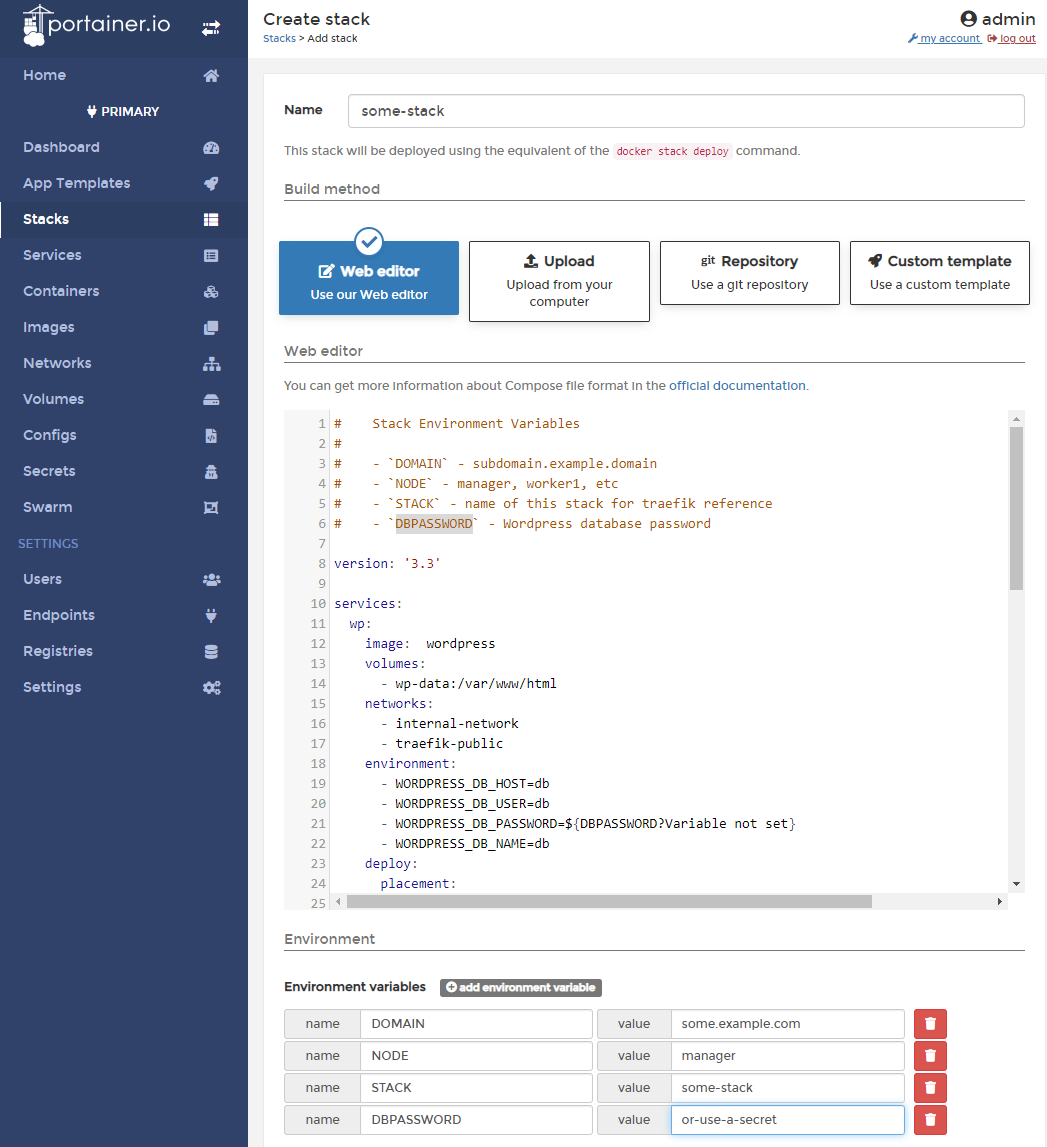 portainer.io
Home
PRIMARY
Dashboard
App Templates
Stacks
Services
Containers
Images
Networks
Volumes
Configs
Secrets
Swarm
SETTINGS
Users
Endpoints
Registries
Settings
Create stack
Stacks > Add stack
admin
my account log out
Name some-stack
This stack will be deployed using the equivalent of the docker stack deploy command.
Build method
Web editor
Use our Web editor
Upload
Upload from your
computer
git Repository
Use a git repository
Custom template
Use a custom template
Web editor
You can get more information about Compose file format in the official documentation.
1 #    Stack Environment Variables
2 #
3 #    - `DOMAIN` - subdomain.example.domain
4 #    - `NODE` - manager, worker1, etc
5 #    - `STACK` - name of this stack for traefik reference
6 #    - `DBPASSWORD` - Wordpress database password
7
8 version: '3.3'
9
10 services:
11   wp:
12     image:  wordpress
13     volumes:
14       - wp-data:/var/www/html
15     networks:
16       - internal-network
17       - traefik-public
18     environment:
19       - WORDPRESS_DB_HOST=db
20       - WORDPRESS_DB_USER=db
21       - WORDPRESS_DB_PASSWORD=${DBPASSWORD?Variable not set}
22       - WORDPRESS_DB_NAME=db
23     deploy:
24       placement:
25
Environment
Environment variables add environment variable
name DOMAIN value some.example.com
name NODE value manager
name STACK value some-stack
name DBPASSWORD value or-use-a-secret